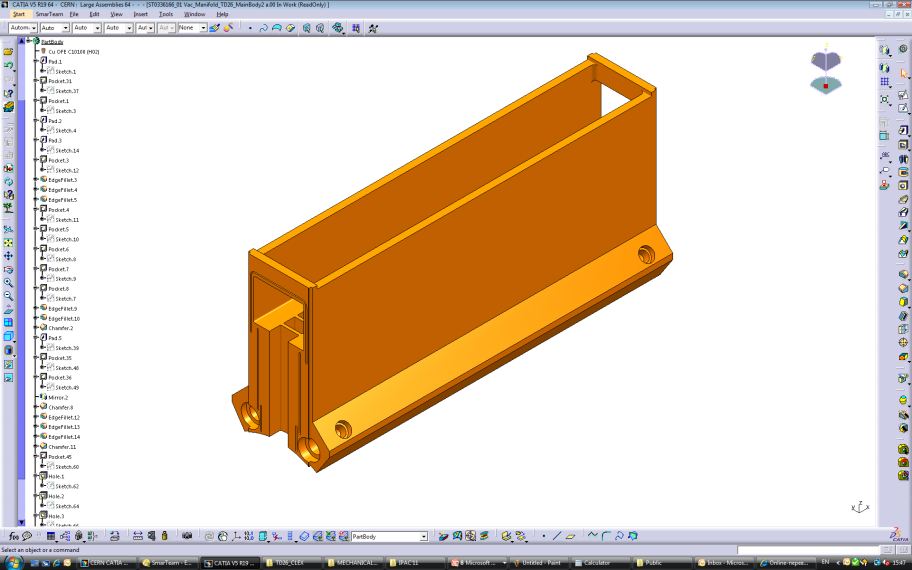 CATIA V5 R19 64 - CERN : Large Assemblies 64 - - - [ST0336166_01 Vac_Manifold_TD26_MainBody2 a.00 In Work (ReadOnly) ]
Start SmarTeam File Edit View Insert Tools Window Help
Autom. Auto Auto Auto Aut Aut None
PartBody
Cu OFE C10100 (H02)
Pad.1
Sketch.1
Pocket.31
Sketch.37
Pocket.1
Sketch.3
Pad.2
Sketch.4
Pad.3
Sketch.14
Pocket.3
Sketch.12
EdgeFillet.3
EdgeFillet.4
EdgeFillet.5
Pocket.4
Sketch.11
Pocket.5
Sketch.10
Pocket.6
Sketch.8
Pocket.7
Sketch.9
Pocket.8
Sketch.7
EdgeFillet.9
EdgeFillet.10
Chamfer.2
Pad.5
Sketch.39
Pocket.35
Sketch.48
Pocket.36
Sketch.49
Mirror.2
Chamfer.8
EdgeFillet.12
EdgeFillet.13
EdgeFillet.14
Chamfer.11
Pocket.45
Sketch.60
Hole.1
Sketch.62
Hole.2
Sketch.64
Hole.3
z
y x
PartBody
CATIA
Select an object or a command
CERN CATIA ... SmarTeam - E... CATIA V5 R19 ... TD26_CLEX MECHANICAL... IPAC 11 8 Microsoft ... Untitled - Paint Calculator Public Inbox - Micros... Online-перев... EN 15:47